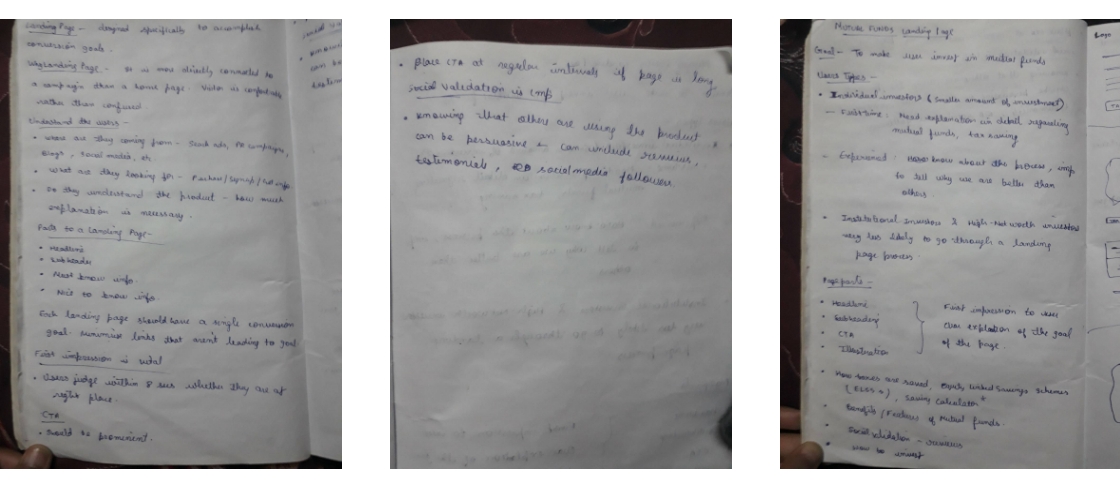 Landing Page - designed specifically to accomplish
conversion goals.
Why Landing Page - It is more directly connected to
a campaign than a home page. Visitor is comfortable
rather than confused.
Understand the users -
• Where are they coming from - Search ads, campaigns,
Blogs, social media, etc
• What are they looking for -
• Do they understand the product - how much
explanation is necessary.
Parts to a Landing Page -
• Headline
• Subheader
• Must know info.
• Nice to know info.
Each landing page should have a single conversion
goal. links that aren't leading to goal
First impression is vital
• Users judge within 8 secs whether they are at
right place.
CTA
• Should be prominent.
• Place CTA at regular intervals if page is long
social validation is imp
• Knowing that others are using the product
can be persuasive can include reviews,
testimonials, social media followers
Mutual Funds Landing Page
Goal - To make user invest in mutual funds
Users Types -
• Individual investors (smaller amount of investment)
- First-time: Need explanation in detail regarding
mutual funds, tax saving
- Experienced: know about the process, imp
to tell why we are better than
others.
• Institutional investors & High-Net worth investors
very less likely to go through a landing
page process.
Page parts -
• Headline
• Subheading
• CTA
• Illustration
First impression to user
clear explation of the goal
of the page.
• How taxes are saved, Equity linked Savings schemes
(ELSS), saving calculator*
• Benefits / Features of Mutual funds.
• Social validation - reviews
• How to invest